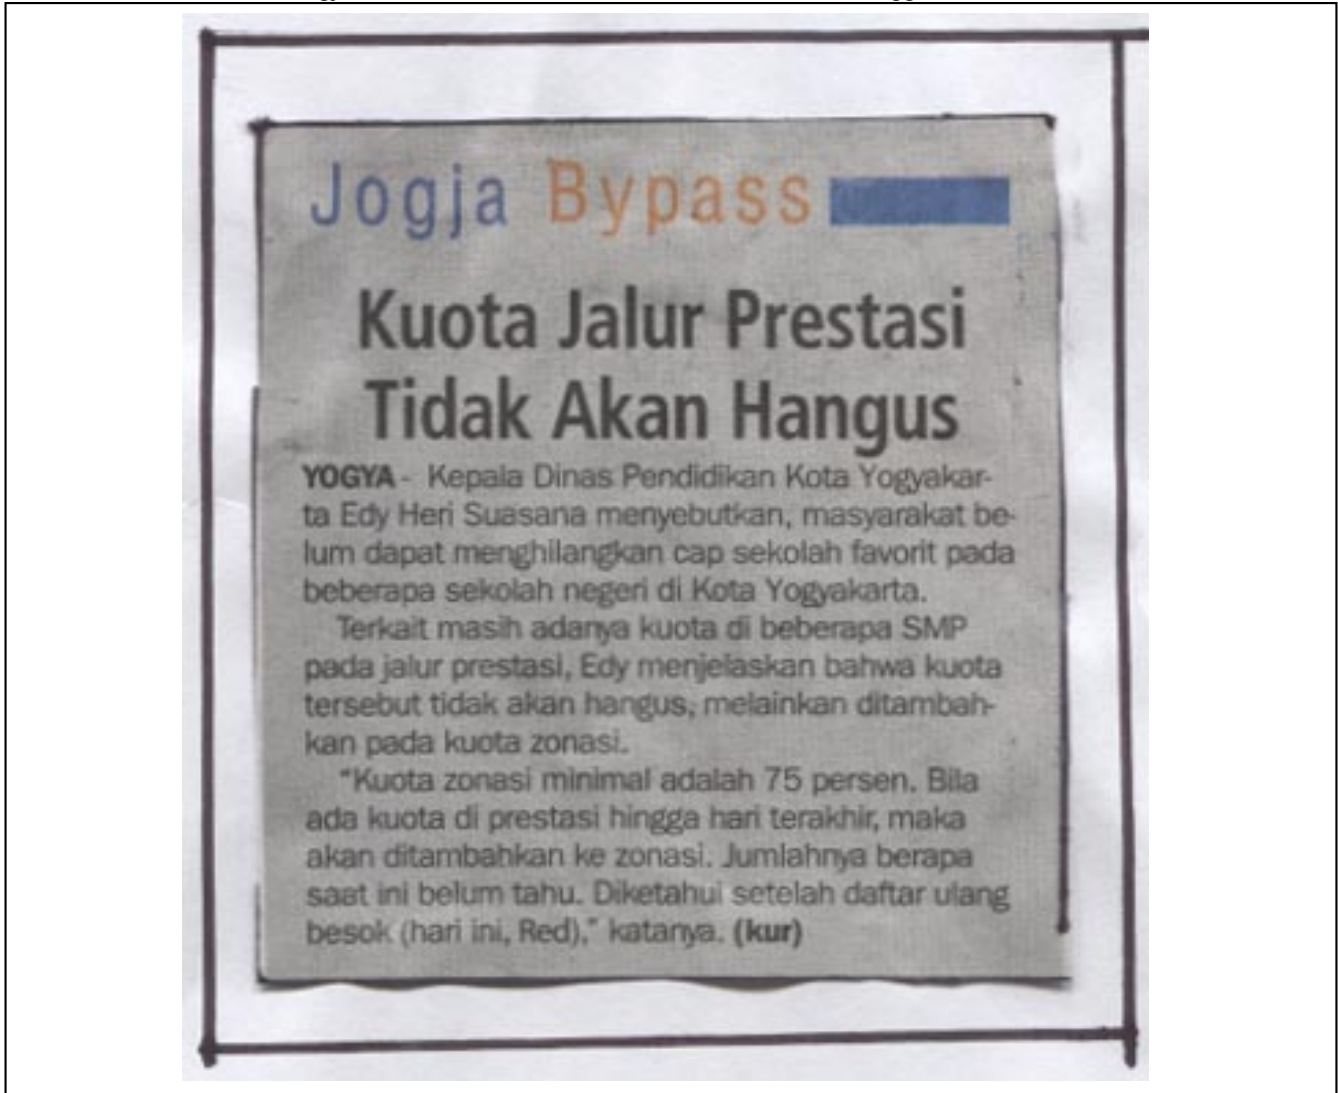 Jogja Bypass
Kuota Jalur Prestasi
Tidak Akan Hangus
YOGYA - Kepala Dinas Pendidikan Kota Yogyakar-
ta Edy Heri Suasana menyebutkan, masyarakat be-
lum dapat menghilangkan cap sekolah favorit pada
beberapa sekolah negeri di Kota Yogyakarta.
Terkait masih adanya kuota di beberapa SMP
pada jalur prestasi, Edy menjelaskan bahwa kuota
tersebut tidak akan hangus, melainkan ditambah-
kan pada kuota zonasi.
"Kuota zonasi minimal adalah 75 persen. Bila
ada kuota di prestasi hingga hari terakhir, maka
akan ditambahkan ke zonasi. Jumlahnya berapa
saat ini belum tahu. Diketahui setelah daftar ulang
besok (hari ini, Red)," katanya. (kur)